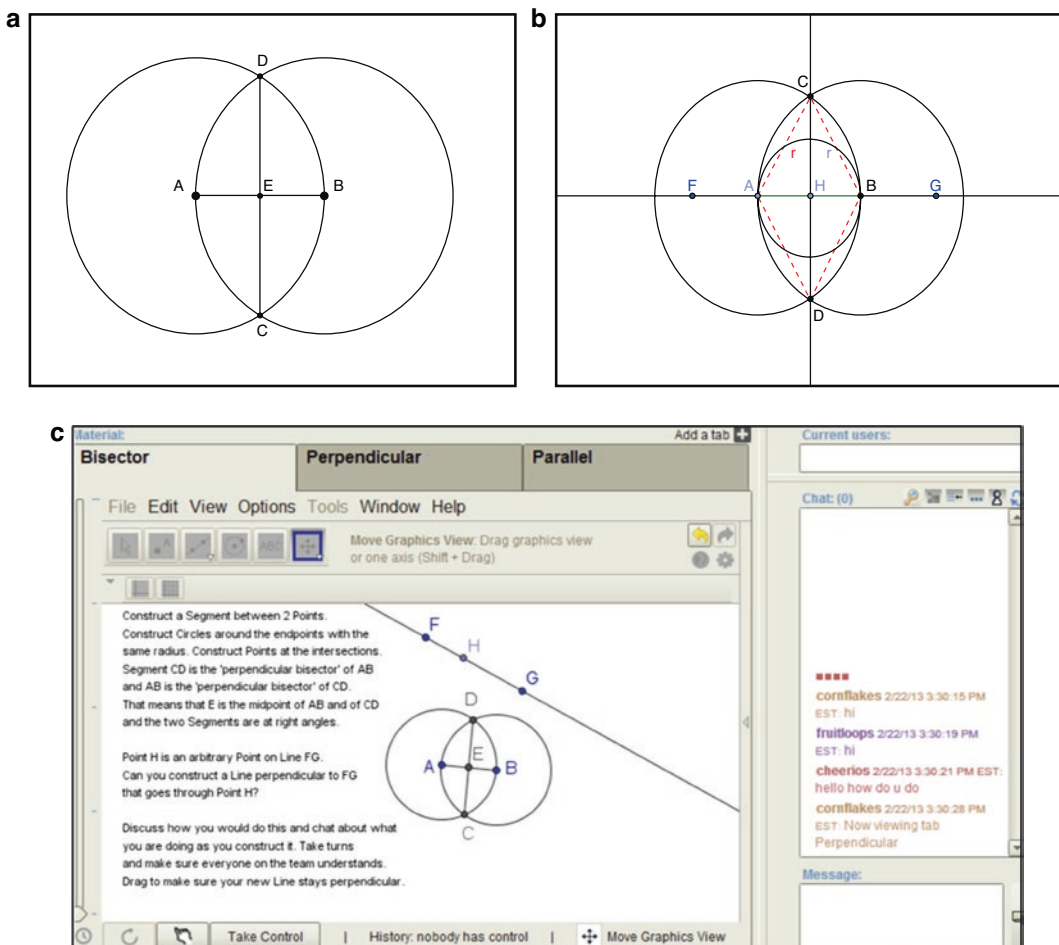 a
D
A
E
B
C
b
C
r
r
F
A
H
B
G
D
c
Material:
Add a tab
Bisector
Perpendicular
Parallel
File Edit View Options Tools Window Help
ABC
Move Graphics View: Drag graphics view
or one axis (Shift + Drag)
Construct a Segment between 2 Points.
Construct Circles around the endpoints with the
same radius. Construct Points at the intersections.
Segment CD is the 'perpendicular bisector' of AB
and AB is the 'perpendicular bisector' of CD.
That means that E is the midpoint of AB and of CD
and the two Segments are at right angles.
Point H is an arbitrary Point on Line FG.
Can you construct a Line perpendicular to FG
that goes through Point H?
Discuss how you would do this and chat about what
you are doing as you construct it. Take turns
and make sure everyone on the team understands.
Drag to make sure your new Line stays perpendicular.
F
H
G
D
E
A
B
C
Take Control
History: nobody has control
Move Graphics View
Current users:
Chat: (0)
cornflakes 2/22/13 3:30:15 PM
EST: hi
fruitloops 2/22/13 3:30:19 PM
EST: hi
cheerios 2/22/13 3:30:21 PM EST:
hello how do u do
cornflakes 2/22/13 3:30:28 PM
EST: Now viewing tab
Perpendicular
Message: